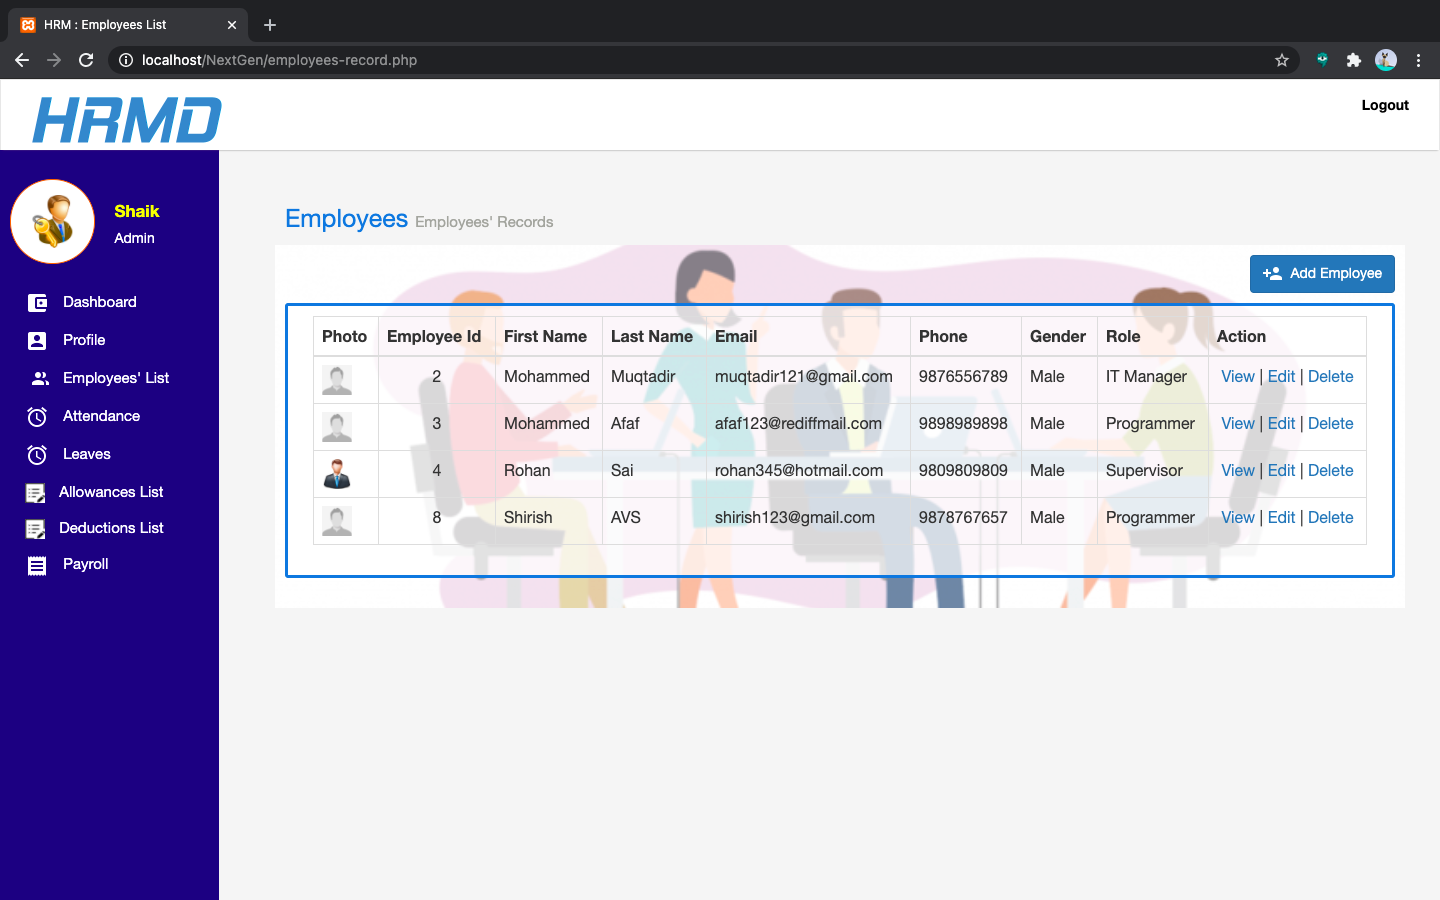 HRM : Employees List
localhost/NextGen/employees-record.php
HRMD
Logout
Shaik
Admin
Dashboard
Profile
Employees' List
Attendance
Leaves
Allowances List
Deductions List
Payroll
Employees Employees' Records
Add Employee
Photo Employee Id First Name Last Name Email Phone Gender Role Action
2 Mohammed Muqtadir muqtadir121@gmail.com 9876556789 Male IT Manager View | Edit | Delete
3 Mohammed Afaf afaf123@rediffmail.com 9898989898 Male Programmer View | Edit | Delete
4 Rohan Sai rohan345@hotmail.com 9809809809 Male Supervisor View | Edit | Delete
8 Shirish AVS shirish123@gmail.com 9878767657 Male Programmer View | Edit | Delete